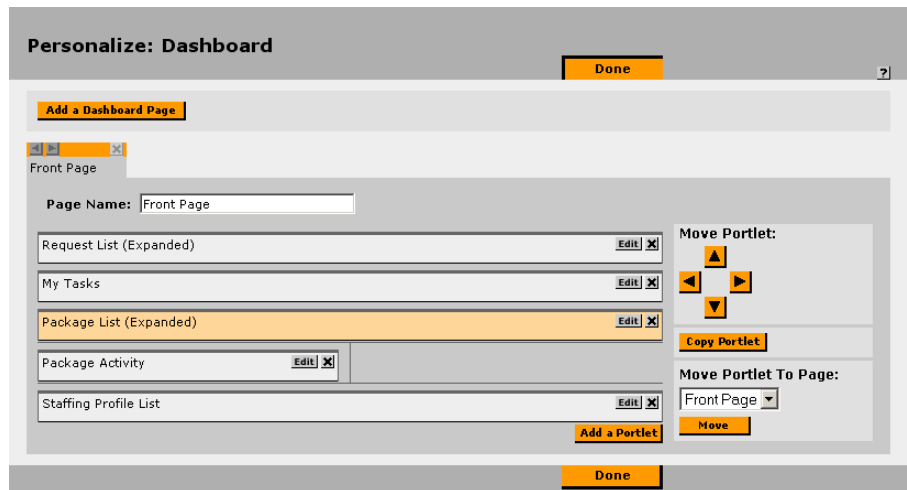 Personalize: Dashboard
Done
?
Add a Dashboard Page
Front Page
Page Name: Front Page
Request List (Expanded) Edit X
My Tasks Edit X
Package List (Expanded) Edit X
Package Activity Edit X
Staffing Profile List Edit X
Add a Portlet
Move Portlet:
Copy Portlet
Move Portlet To Page:
Front Page
Move
Done